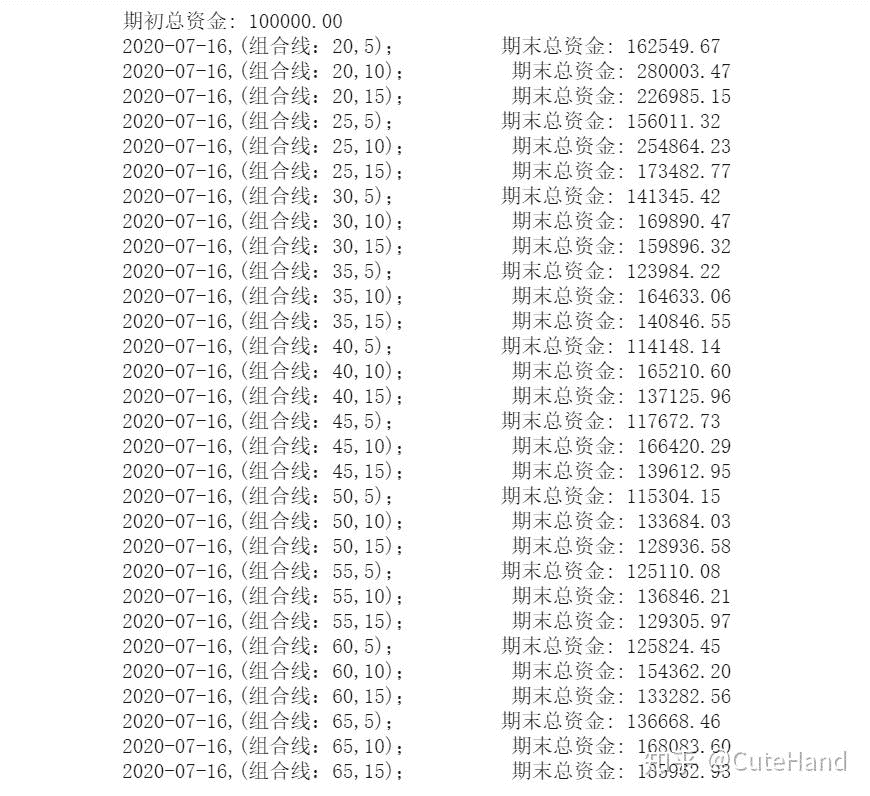 期初总资金: 100000.00
2020-07-16,(组合线: 20,5); 期末总资金: 162549.67
2020-07-16,(组合线: 20,10); 期末总资金: 280003.47
2020-07-16,(组合线: 20,15); 期末总资金: 226985.15
2020-07-16,(组合线: 25,5); 期末总资金: 156011.32
2020-07-16,(组合线: 25,10); 期末总资金: 254864.23
2020-07-16,(组合线: 25,15); 期末总资金: 173482.77
2020-07-16,(组合线: 30,5); 期末总资金: 141345.42
2020-07-16,(组合线: 30,10); 期末总资金: 169890.47
2020-07-16,(组合线: 30,15); 期末总资金: 159896.32
2020-07-16,(组合线: 35,5); 期末总资金: 123984.22
2020-07-16,(组合线: 35,10); 期末总资金: 164633.06
2020-07-16,(组合线: 35,15); 期末总资金: 140846.55
2020-07-16,(组合线: 40,5); 期末总资金: 114148.14
2020-07-16,(组合线: 40,10); 期末总资金: 165210.60
2020-07-16,(组合线: 40,15); 期末总资金: 137125.96
2020-07-16,(组合线: 45,5); 期末总资金: 117672.73
2020-07-16,(组合线: 45,10); 期末总资金: 166420.29
2020-07-16,(组合线: 45,15); 期末总资金: 139612.95
2020-07-16,(组合线: 50,5); 期末总资金: 115304.15
2020-07-16,(组合线: 50,10); 期末总资金: 133684.03
2020-07-16,(组合线: 50,15); 期末总资金: 128936.58
2020-07-16,(组合线: 55,5); 期末总资金: 125110.08
2020-07-16,(组合线: 55,10); 期末总资金: 136846.21
2020-07-16,(组合线: 55,15); 期末总资金: 129305.97
2020-07-16,(组合线: 60,5); 期末总资金: 125824.45
2020-07-16,(组合线: 60,10); 期末总资金: 154362.20
2020-07-16,(组合线: 60,15); 期末总资金: 133282.56
2020-07-16,(组合线: 65,5); 期末总资金: 136668.46
2020-07-16,(组合线: 65,10); 期末总资金: 168083.60
2020-07-16,(组合线: 65,15); 期末总资金:
知乎 @CuteHand